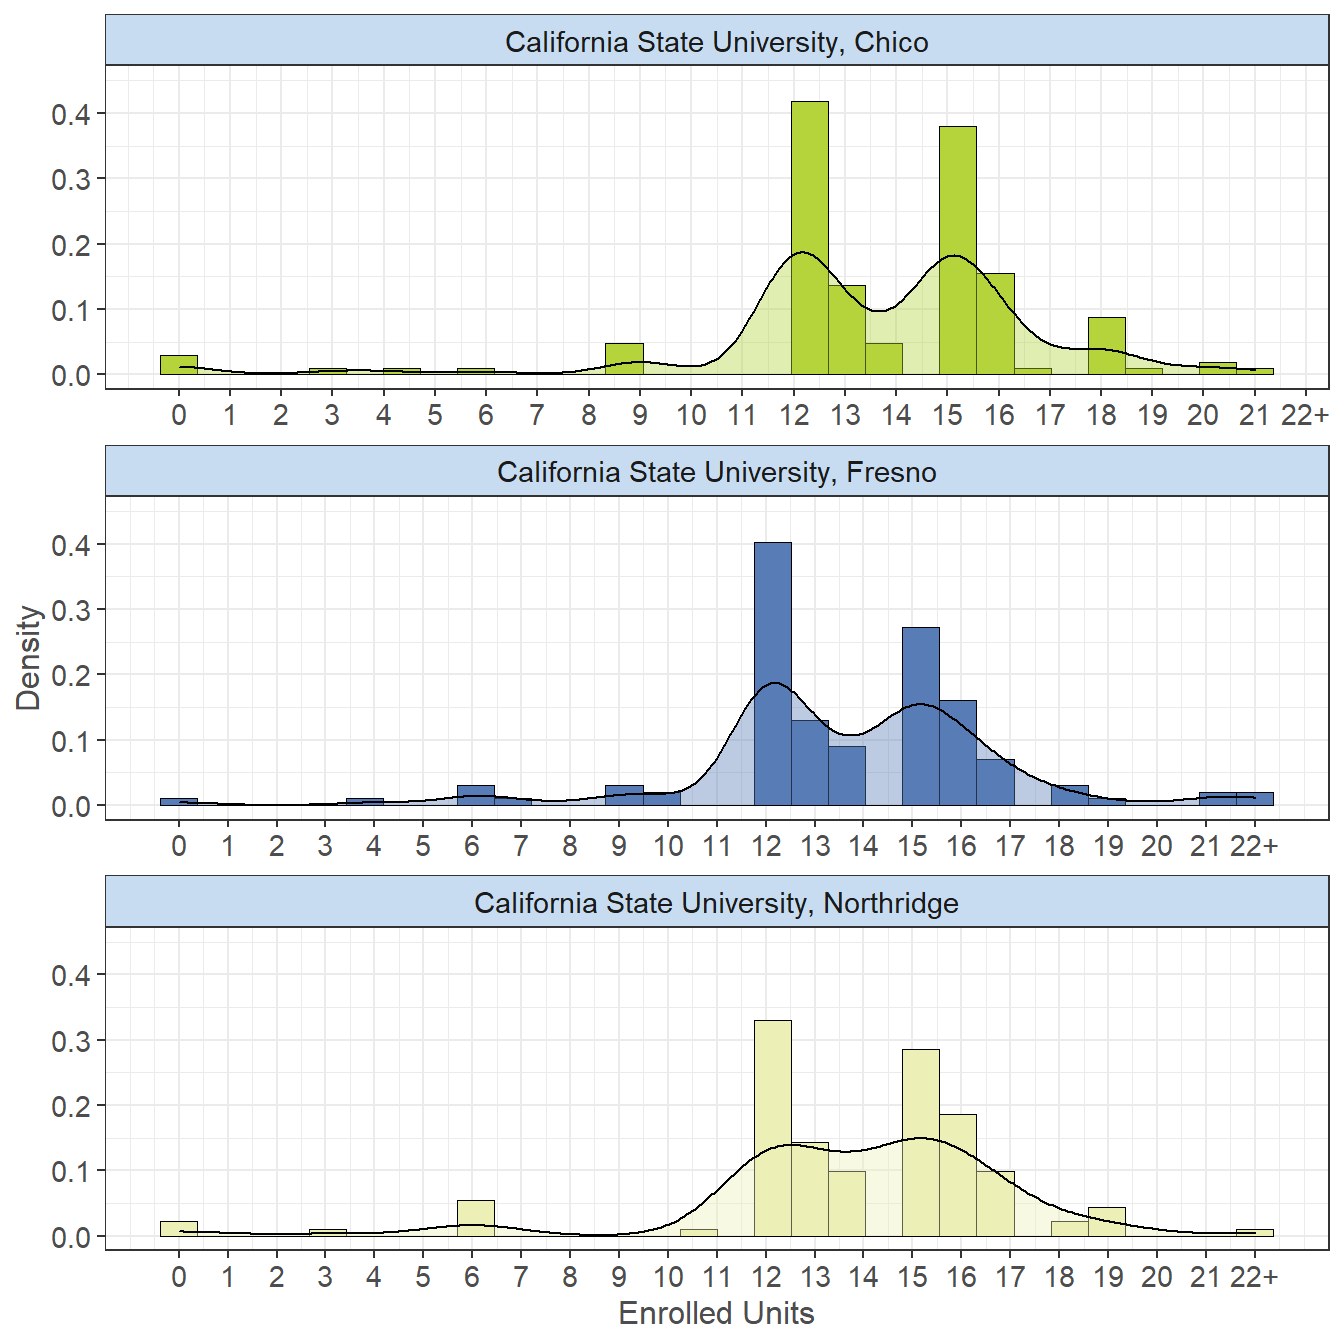 California State University, Chico
0.4
0.3
0.2
0.1
0.0
0 1 2 3 4 5 6 7 8 9 10 11 12 13 14 15 16 17 18 19 20 21 22+
California State University, Fresno
0.4
0.3
0.2
0.1
0.0
Density
0 1 2 3 4 5 6 7 8 9 10 11 12 13 14 15 16 17 18 19 20 21 22+
California State University, Northridge
0.4
0.3
0.2
0.1
0.0
0 1 2 3 4 5 6 7 8 9 10 11 12 13 14 15 16 17 18 19 20 21 22+
Enrolled Units